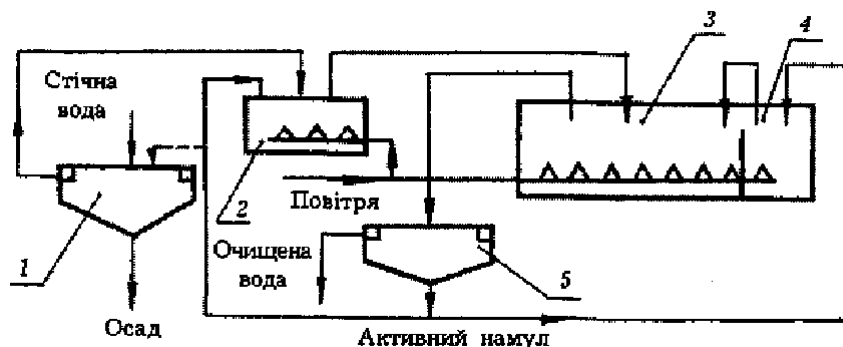 3
4
Стічна
вода
2
Повітря
1
Очищена
вода
5
Осад
Активний намул